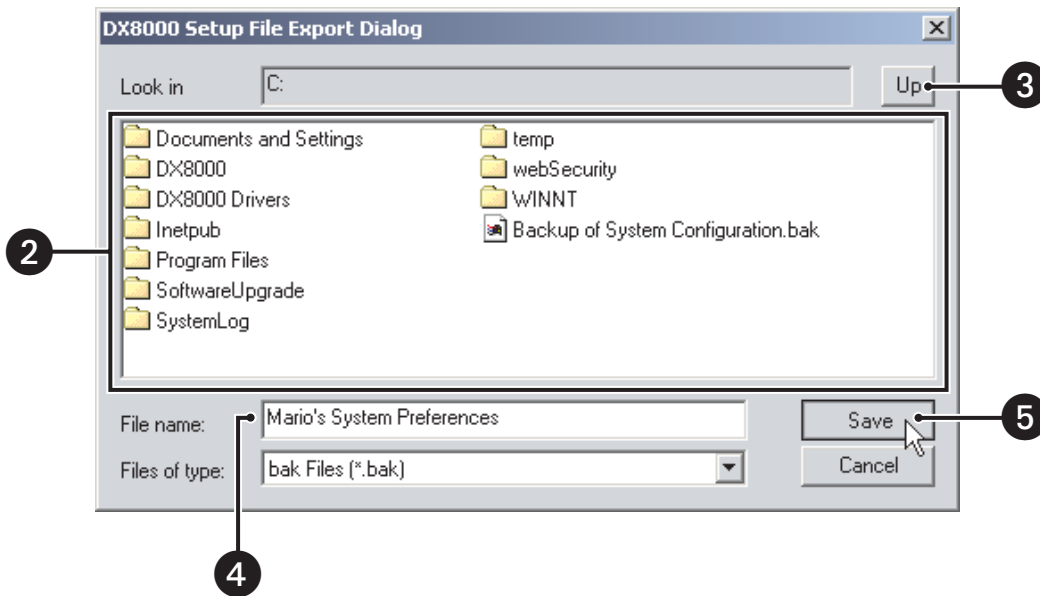 DX8000 Setup File Export Dialog
Look in
C:
Up
3
Documents and Settings
DX8000
DX8000 Drivers
Inetpub
Program Files
SoftwareUpgrade
SystemLog
temp
webSecurity
WINNT
Backup of System Configuration.bak
2
File name:
Mario's System Preferences
Save
5
Files of type:
bak Files (*.bak)
Cancel
4